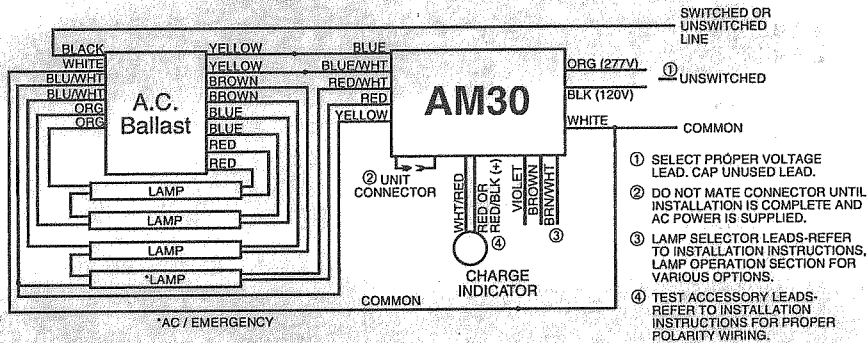 SWITCHED OR
UNSWITCHED
LINE
BLACK
WHITE
BLU/WHT
BLU/WHT
ORG
ORG
A.C.
Ballast
YELLOW
YELLOW
BROWN
BROWN
BLUE
BLUE
RED
RED
BLUE
BLUE/WHT
RED/WHT
RED
YELLOW
AM30
ORG (277V)
① UNSWITCHED
BLK (120V)
WHITE
COMMON
② UNIT
CONNECTOR
WHT/RED
RED OR
RED/BLK (+)
④
VIOLET
BROWN
BRN/WHT
③
CHARGE
INDICATOR
LAMP
LAMP
LAMP
*LAMP
COMMON
*AC / EMERGENCY
① SELECT PROPER VOLTAGE
LEAD. CAP UNUSED LEAD.
② DO NOT MATE CONNECTOR UNTIL
INSTALLATION IS COMPLETE AND
AC POWER IS SUPPLIED.
③ LAMP SELECTOR LEADS-REFER
TO INSTALLATION INSTRUCTIONS,
LAMP OPERATION SECTION FOR
VARIOUS OPTIONS.
④ TEST ACCESSORY LEADS-
REFER TO INSTALLATION
INSTRUCTIONS FOR PROPER
POLARITY WIRING.